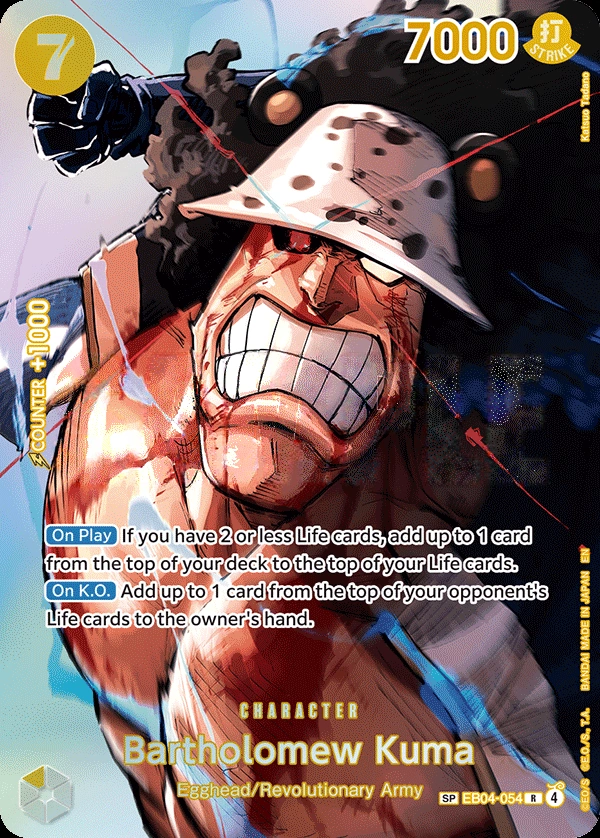 7
7000
打
STRIKE
Katsuo Tadano
COUNTER +1000
On Play If you have 2 or less Life cards, add up to 1 card
from the top of your deck to the top of your Life cards.
On K.O. Add up to 1 card from the top of your opponent's
Life cards to the owner's hand.
CHARACTER
Bartholomew Kuma
Egghead/Revolutionary Army
SP EB04-054 R 4
©E.O/S ©E.O./S, T.A. BANDAI MADE IN JAPAN EN